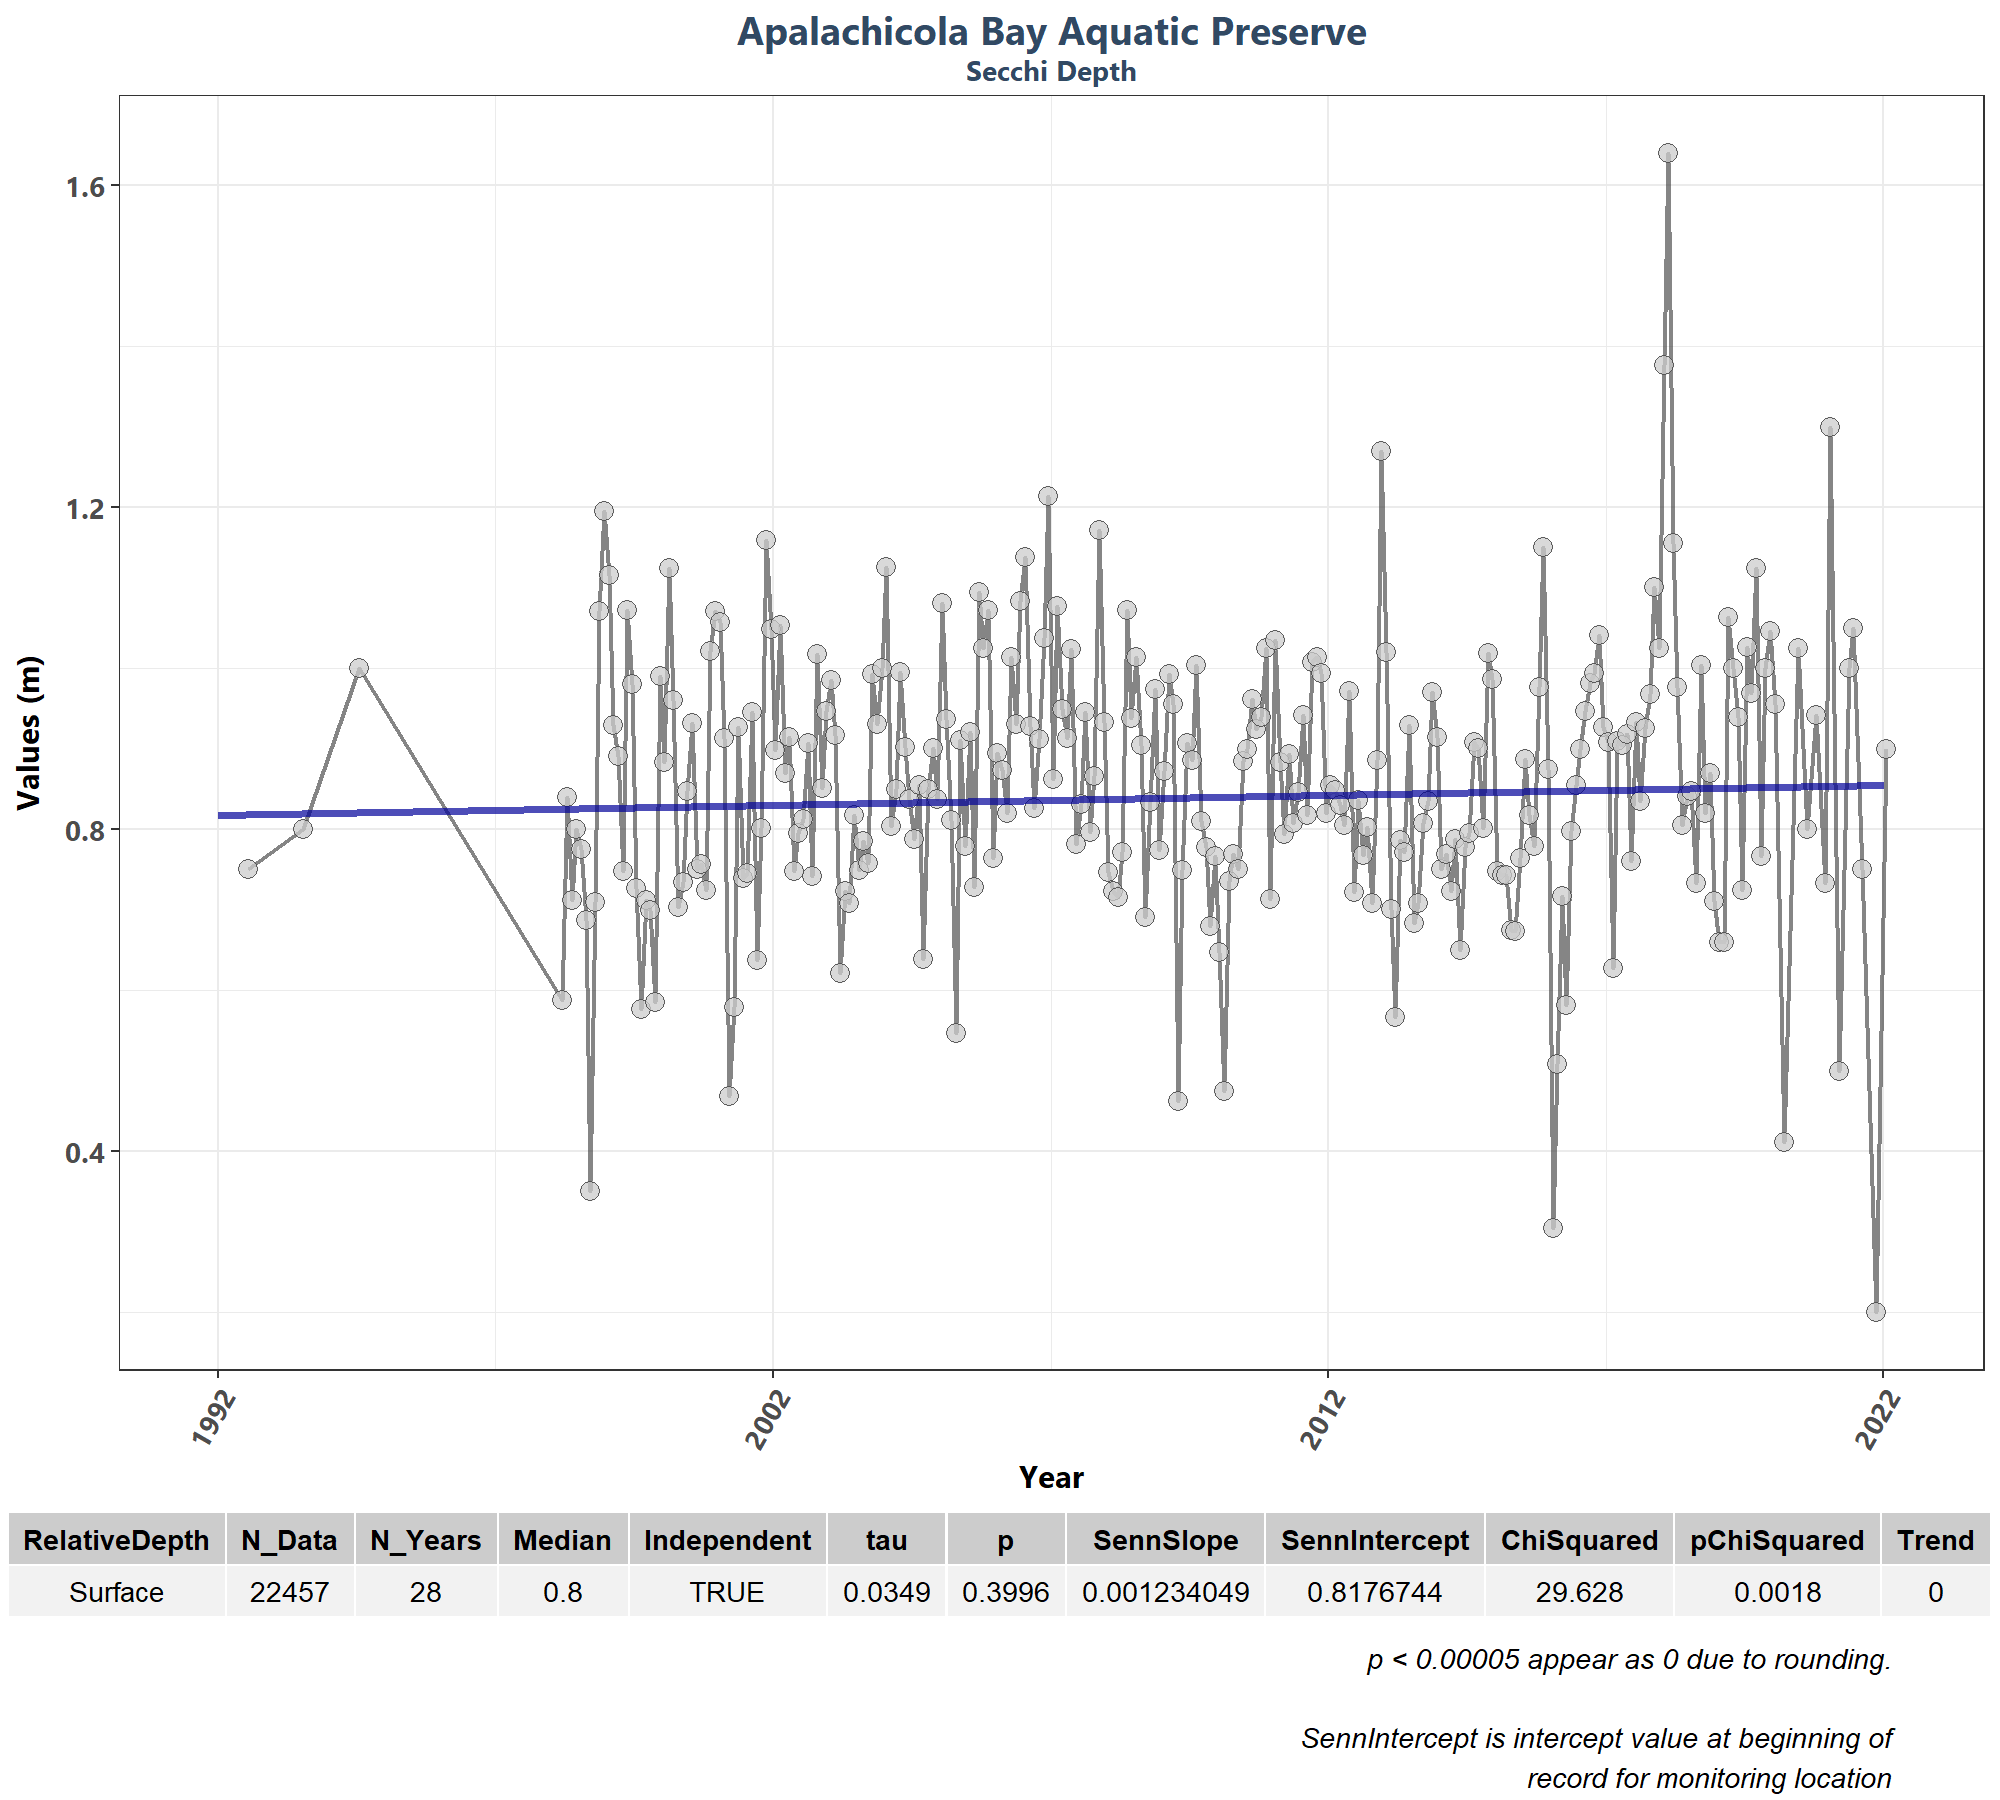 Apalachicola Bay Aquatic Preserve
Secchi Depth
Values (m)
1.6
1.2
0.8
0.4
1992 2002 2012 2022
Year
RelativeDepth N_Data N_Years Median Independent tau p SennSlope SennIntercept ChiSquared pChiSquared Trend
Surface 22457 28 0.8 TRUE 0.0349 0.3996 0.001234049 0.8176744 29.628 0.0018 0
p < 0.00005 appear as 0 due to rounding.
SennIntercept is intercept value at beginning of
record for monitoring location